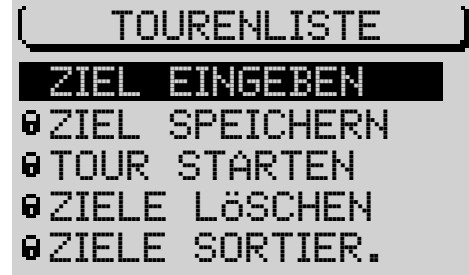 TOURENLISTE
ZIEL EINGEBEN
ZIEL SPEICHERN
TOUR STARTEN
ZIELE LöSCHEN
ZIELE SORTIER.